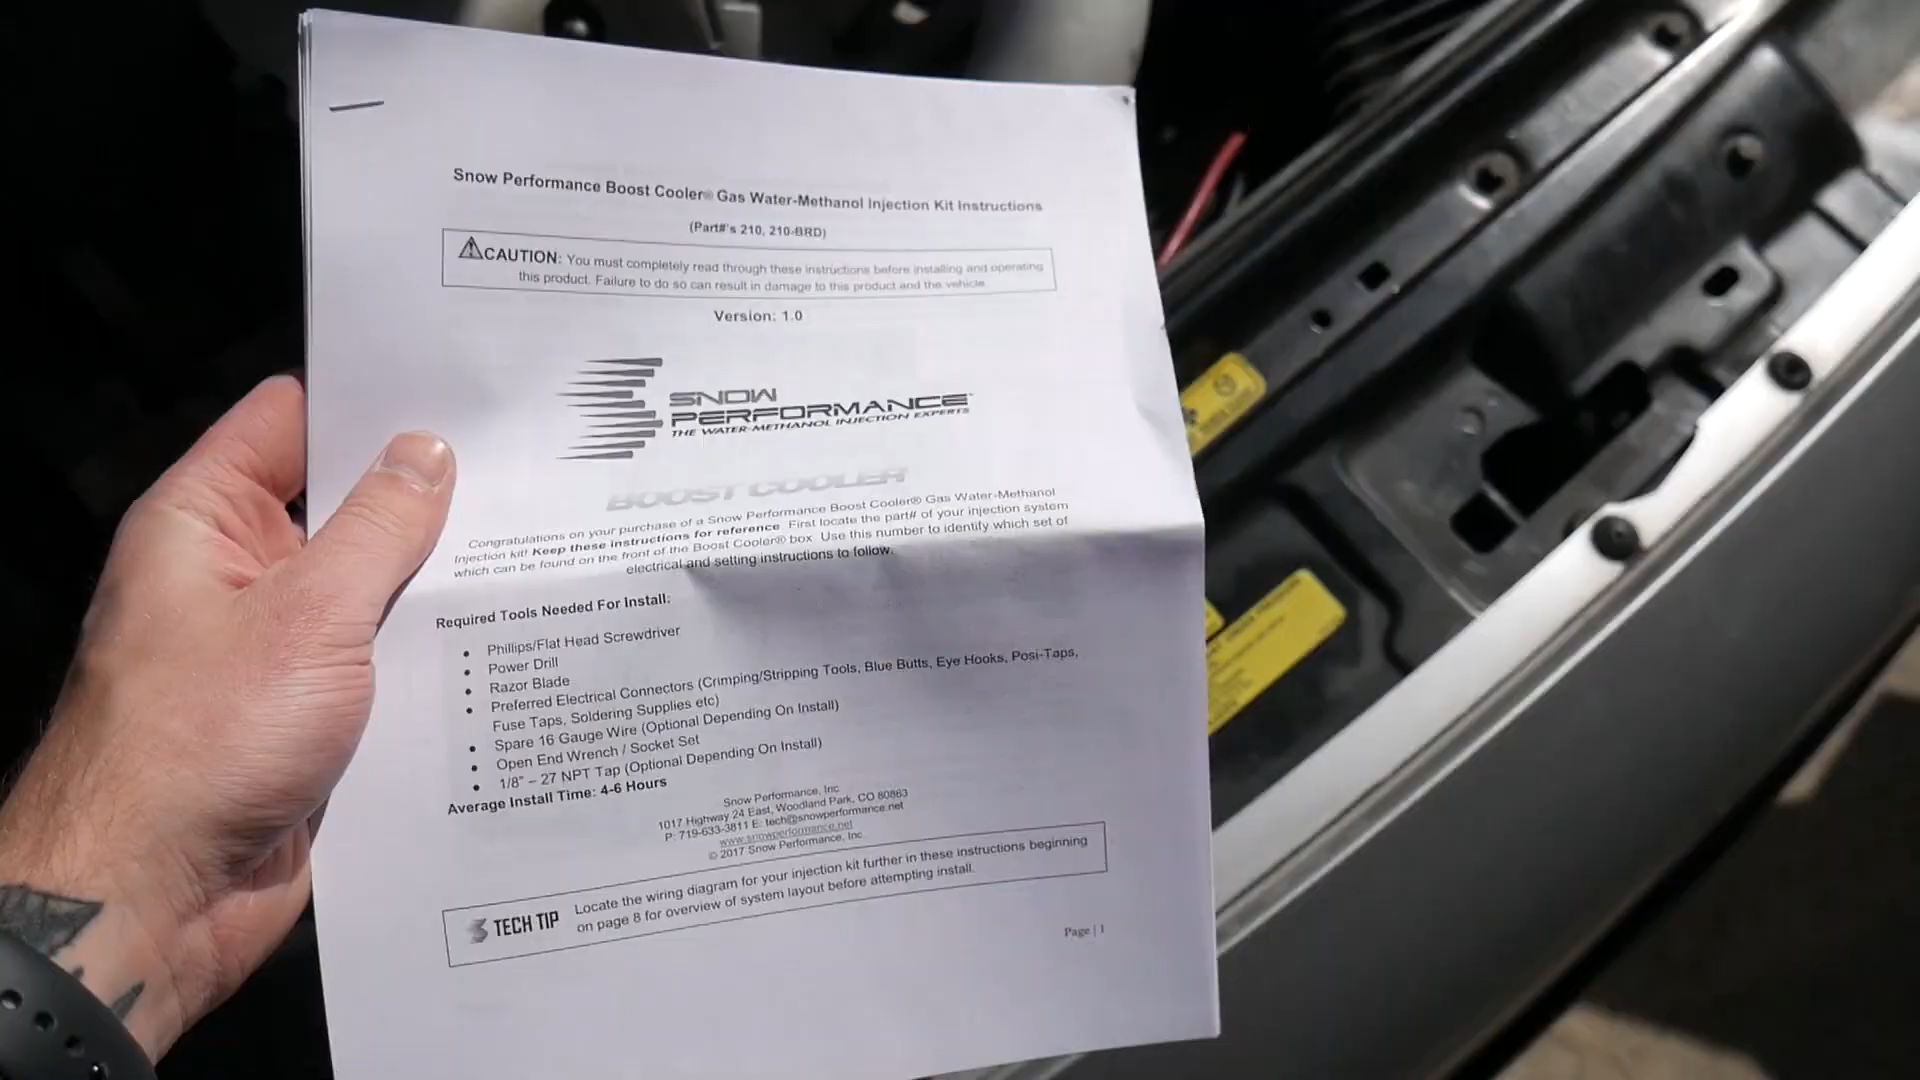 Snow Performance Boost Cooler® Gas Water-Methanol Injection Kit Instructions
(Part#'s 210, 210-BRD)
CAUTION: You must completely read through these instructions before installing and operating
this product. Failure to do so can result in damage to this product and the vehicle.
Version: 1.0
SNOW
PERFORMANCE
THE WATER-METHANOL INJECTION EXPERTS
BOOST COOLER
Congratulations on your purchase of a Snow Performance Boost Cooler® Gas Water-Methanol
Injection kit! Keep these instructions for reference. First locate the part# of your injection system
which can be found on the front of the Boost Cooler® box. Use this number to identify which set of
electrical and setting instructions to follow.
Required Tools Needed For Install:
• Phillips/Flat Head Screwdriver
• Power Drill
• Razor Blade
• Preferred Electrical Connectors (Crimping/Stripping Tools, Blue Butts, Eye Hooks, Posi-Taps,
Fuse Taps, Soldering Supplies etc)
• Spare 16 Gauge Wire (Optional Depending On Install)
• Open End Wrench / Socket Set
• 1/8" – 27 NPT Tap (Optional Depending On Install)
Average Install Time: 4-6 Hours
Snow Performance, Inc
1017 Highway 24 East, Woodland Park, CO 80863
P: 719-633-3811 E: tech@snowperformance.net
www.snowperformance.net
© 2017 Snow Performance, Inc.
TECH TIP Locate the wiring diagram for your injection kit further in these instructions beginning
on page 8 for overview of system layout before attempting install.
Page | 1